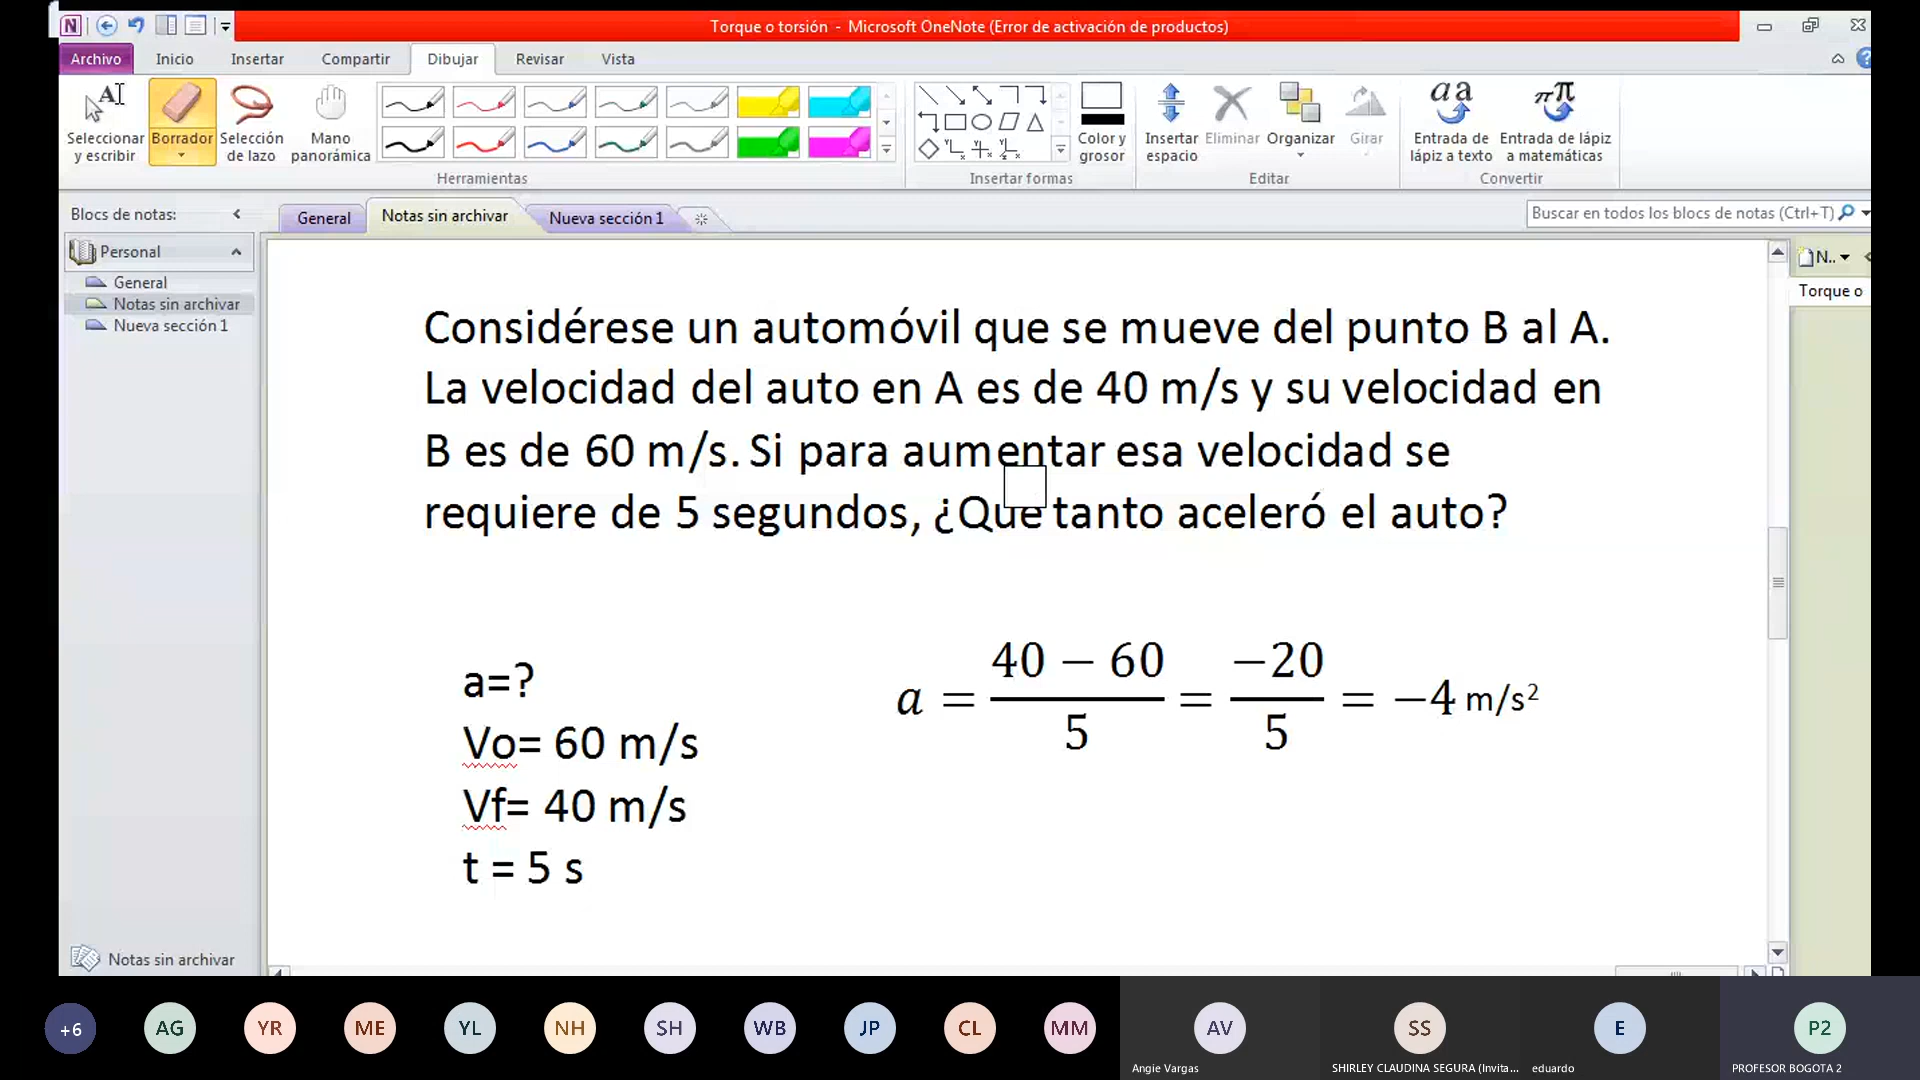 Torque o torsión - Microsoft OneNote (Error de activación de productos)
Archivo Inicio Insertar Compartir Dibujar Revisar Vista
Seleccionar y escribir
Borrador
Selección de lazo
Mano panorámica
Color y grosor
Insertar espacio
Eliminar
Organizar
Girar
Entrada de lápiz a texto
Entrada de lápiz a matemáticas
Herramientas Insertar formas Editar Convertir
Blocs de notas:
General Notas sin archivar Nueva sección 1
Buscar en todos los blocs de notas (Ctrl+T)
Personal
General
Notas sin archivar
Nueva sección 1
N..
Torque o
Considérese un automóvil que se mueve del punto B al A.
La velocidad del auto en A es de 40 m/s y su velocidad en
B es de 60 m/s. Si para aumentar esa velocidad se
requiere de 5 segundos, ¿Que tanto aceleró el auto?
a=?
Vo= 60 m/s
Vf= 40 m/s
t = 5 s
a = (40 − 60)/5 = −20/5 = −4 m/s²
Notas sin archivar
+6 AG YR ME YL NH SH WB JP CL MM AV SS E P2
Angie Vargas
SHIRLEY CLAUDINA SEGURA (Invita...
eduardo
PROFESOR BOGOTA 2